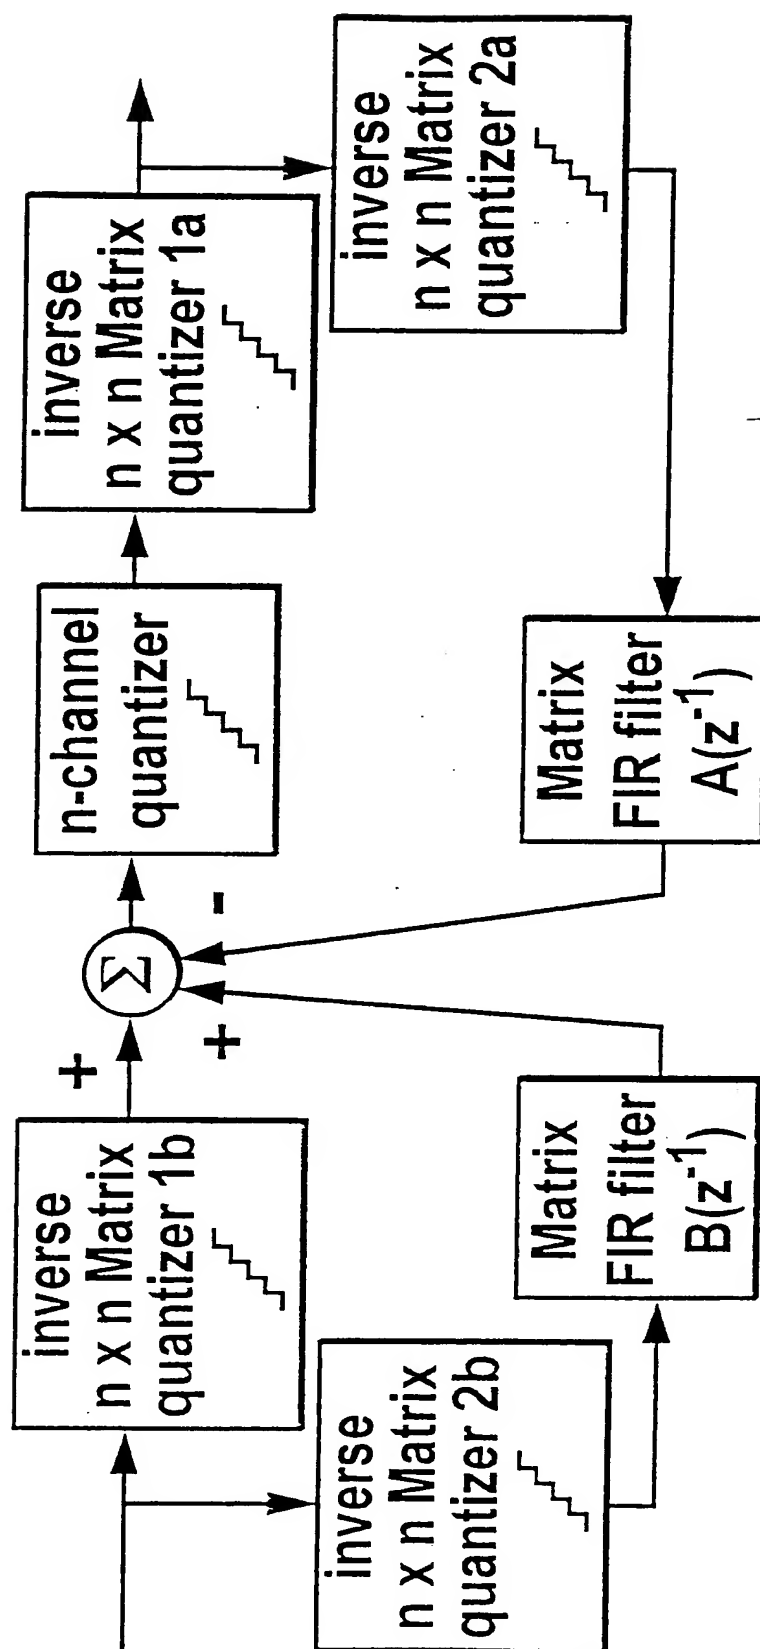 inverse
n x n Matrix
quantizer 1b
+
+
Σ
-
n-channel
quantizer
inverse
n x n Matrix
quantizer 1a
inverse
n x n Matrix
quantizer 2b
Matrix
FIR filter
B(z⁻¹)
Matrix
FIR filter
A(z⁻¹)
inverse
n x n Matrix
quantizer 2a